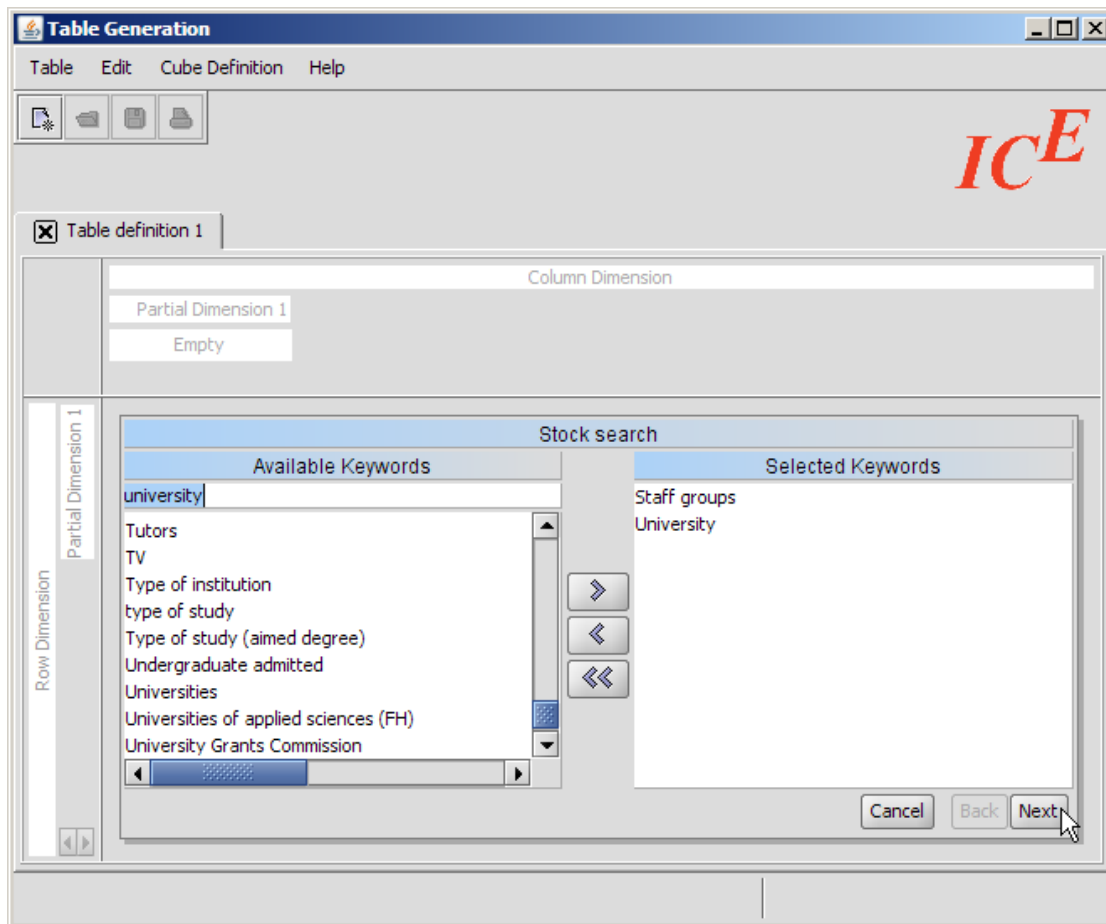 Table Generation
Table Edit Cube Definition Help
ICE
Table definition 1
Column Dimension
Partial Dimension 1
Empty
Row Dimension
Partial Dimension 1
Stock search
Available Keywords
university
Tutors
TV
Type of institution
type of study
Type of study (aimed degree)
Undergraduate admitted
Universities
Universities of applied sciences (FH)
University Grants Commission
Selected Keywords
Staff groups
University
Cancel Back Next